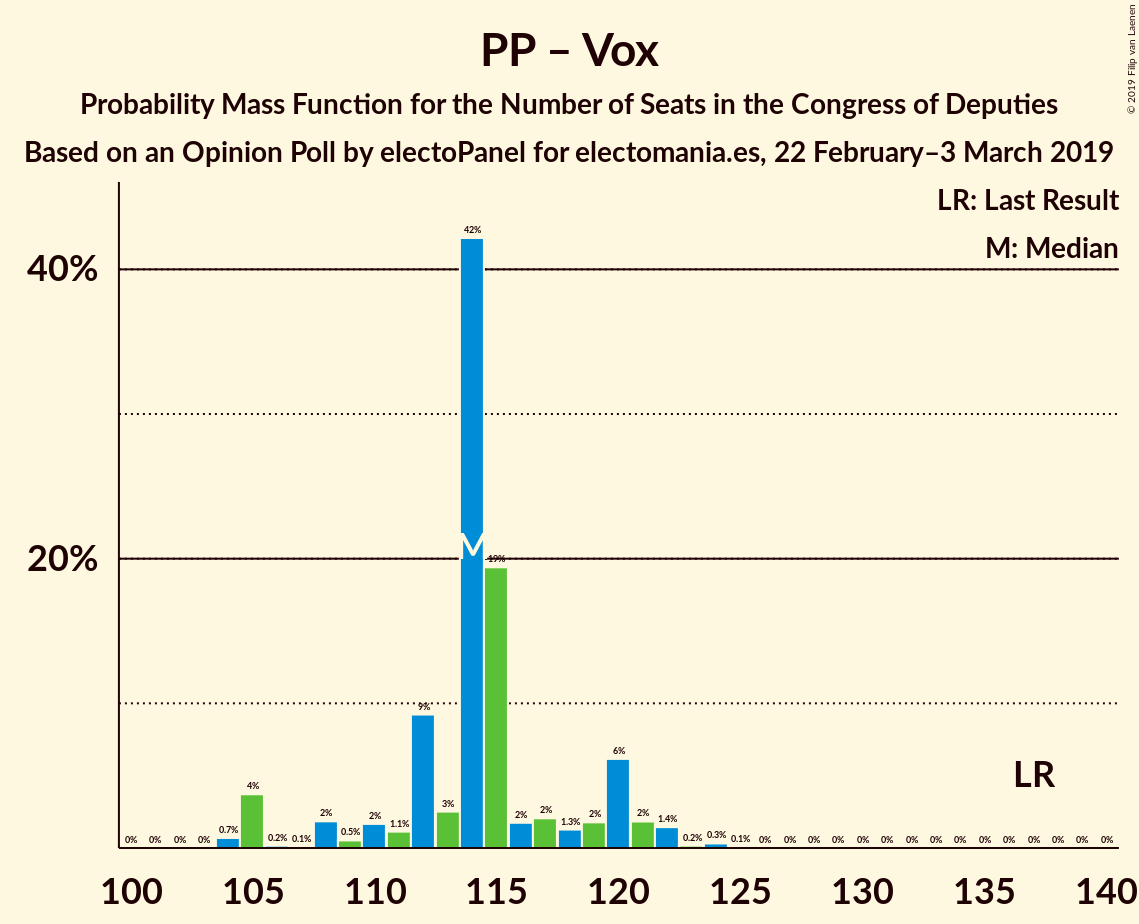 PP – Vox
Probability Mass Function for the Number of Seats in the Congress of Deputies
Based on an Opinion Poll by electoPanel for electomania.es, 22 February–3 March 2019
© 2019 Filip van Laenen
LR: Last Result
M: Median
40%
20%
0% 0% 0% 0% 0.7% 4% 0.2% 0.1% 2% 0.5% 2% 1.1% 9% 3% 42% 19% 2% 2% 1.3% 2% 6% 2% 1.4% 0.2% 0.3% 0.1% 0% 0% 0% 0% 0% 0% 0% 0% 0% 0% 0% 0% 0% 0% 0%
M
LR
100 105 110 115 120 125 130 135 140